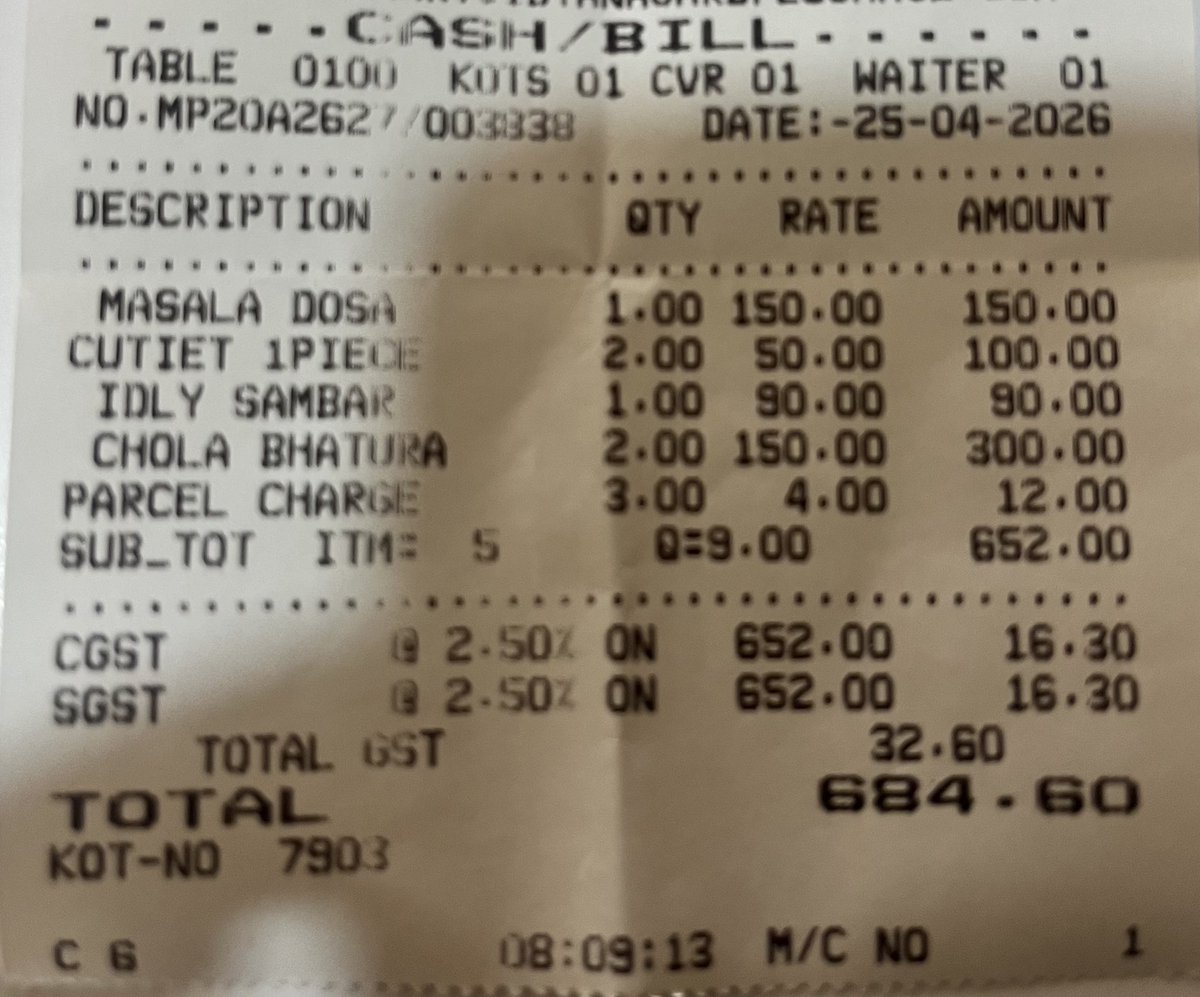 - - - - - CASH/BILL - - - - - -
TABLE 0100 KOTS 01 CVR 01 WAITER 01
NO.MP20A2627/003838 DATE:-25-04-2026
DESCRIPTION QTY RATE AMOUNT
MASALA DOSA 1.00 150.00 150.00
CUTIET 1PIECE 2.00 50.00 100.00
IDLY SAMBAR 1.00 90.00 90.00
CHOLA BHATURA 2.00 150.00 300.00
PARCEL CHARGE 3.00 4.00 12.00
SUB_TOT ITM= 5 Q=9.00 652.00
CGST @ 2.50% ON 652.00 16.30
SGST @ 2.50% ON 652.00 16.30
TOTAL GST 32.60
TOTAL 684.60
KOT-NO 7903
C 6 08:09:13 M/C NO 1